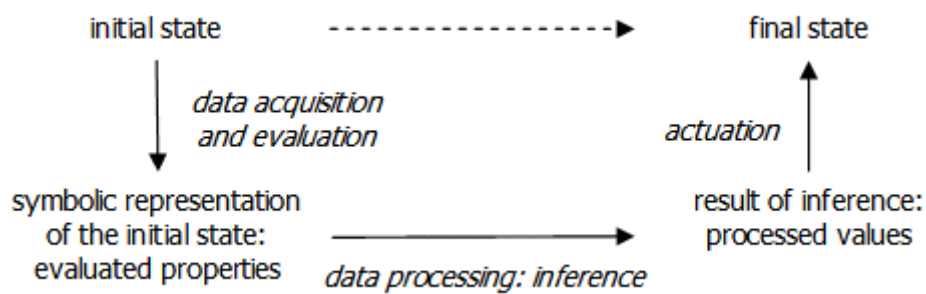 initial state
final state
data acquisition
and evaluation
actuation
symbolic representation
of the initial state:
evaluated properties
result of inference:
processed values
data processing: inference